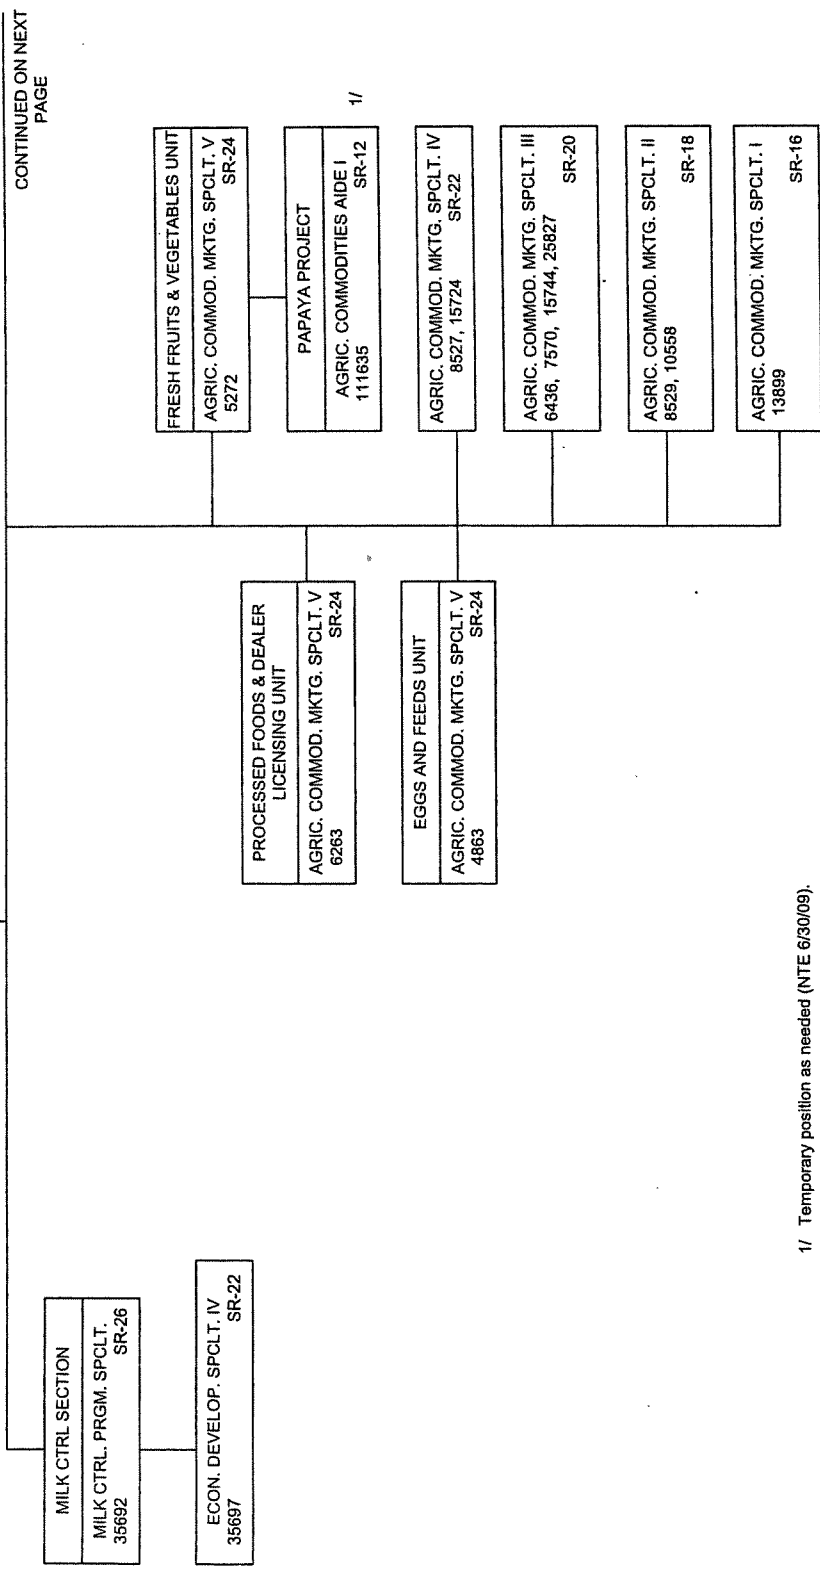 CONTINUED ON NEXT
PAGE
MILK CTRL SECTION
MILK CTRL. PRGM. SPCLT.
35692 SR-26
ECON. DEVELOP. SPCLT. IV
35697 SR-22
PROCESSED FOODS & DEALER
LICENSING UNIT
AGRIC. COMMOD. MKTG. SPCLT. V
6263 SR-24
EGGS AND FEEDS UNIT
AGRIC. COMMOD. MKTG. SPCLT. V
4863 SR-24
FRESH FRUITS & VEGETABLES UNIT
AGRIC. COMMOD. MKTG. SPCLT. V
5272 SR-24
PAPAYA PROJECT
AGRIC. COMMODITIES AIDE I
111635 SR-12
1/
AGRIC. COMMOD. MKTG. SPCLT. IV
8527, 15724 SR-22
AGRIC. COMMOD. MKTG. SPCLT. III
6436, 7570, 15744, 25827
SR-20
AGRIC. COMMOD. MKTG. SPCLT. II
8529, 10558
SR-18
AGRIC. COMMOD. MKTG. SPCLT. I
13899
SR-16
1/ Temporary position as needed (NTE 6/30/09).